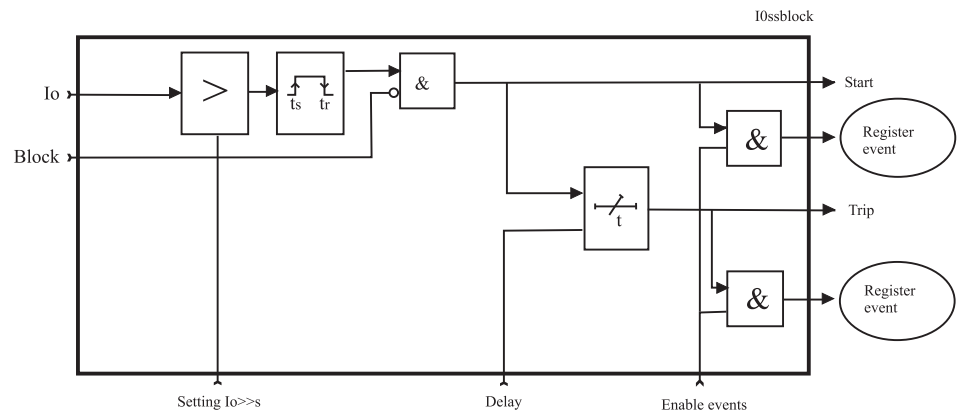 I0ssblock
Io
>
ts tr
&
Start
Block
&
Register
event
t
Trip
&
Register
event
Setting Io>>s
Delay
Enable events